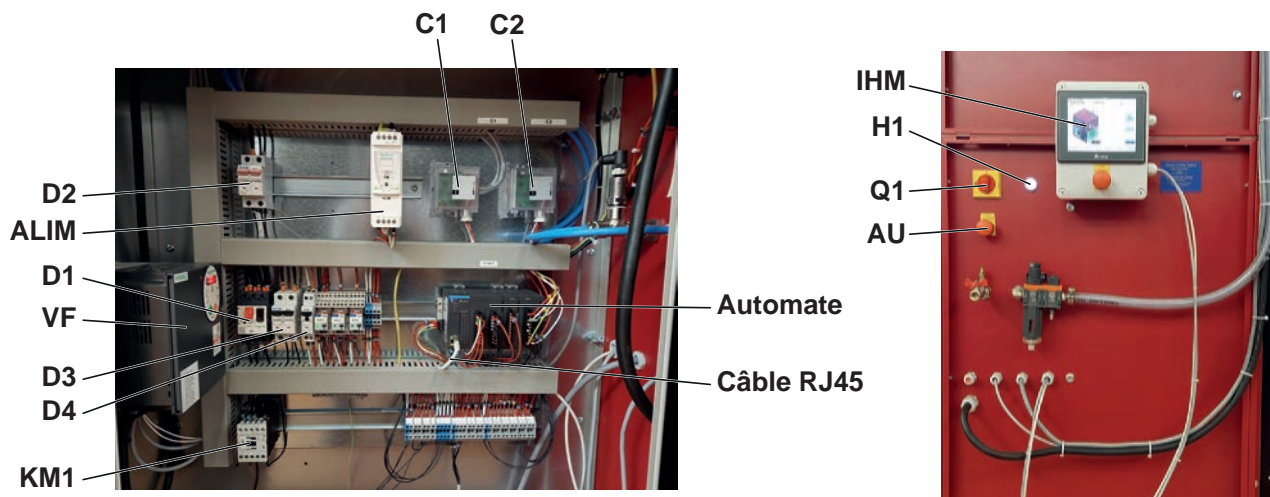 C1
C2
D2
ALIM
D1
VF
D3
D4
KM1
Automate
Câble RJ45
IHM
H1
Q1
AU